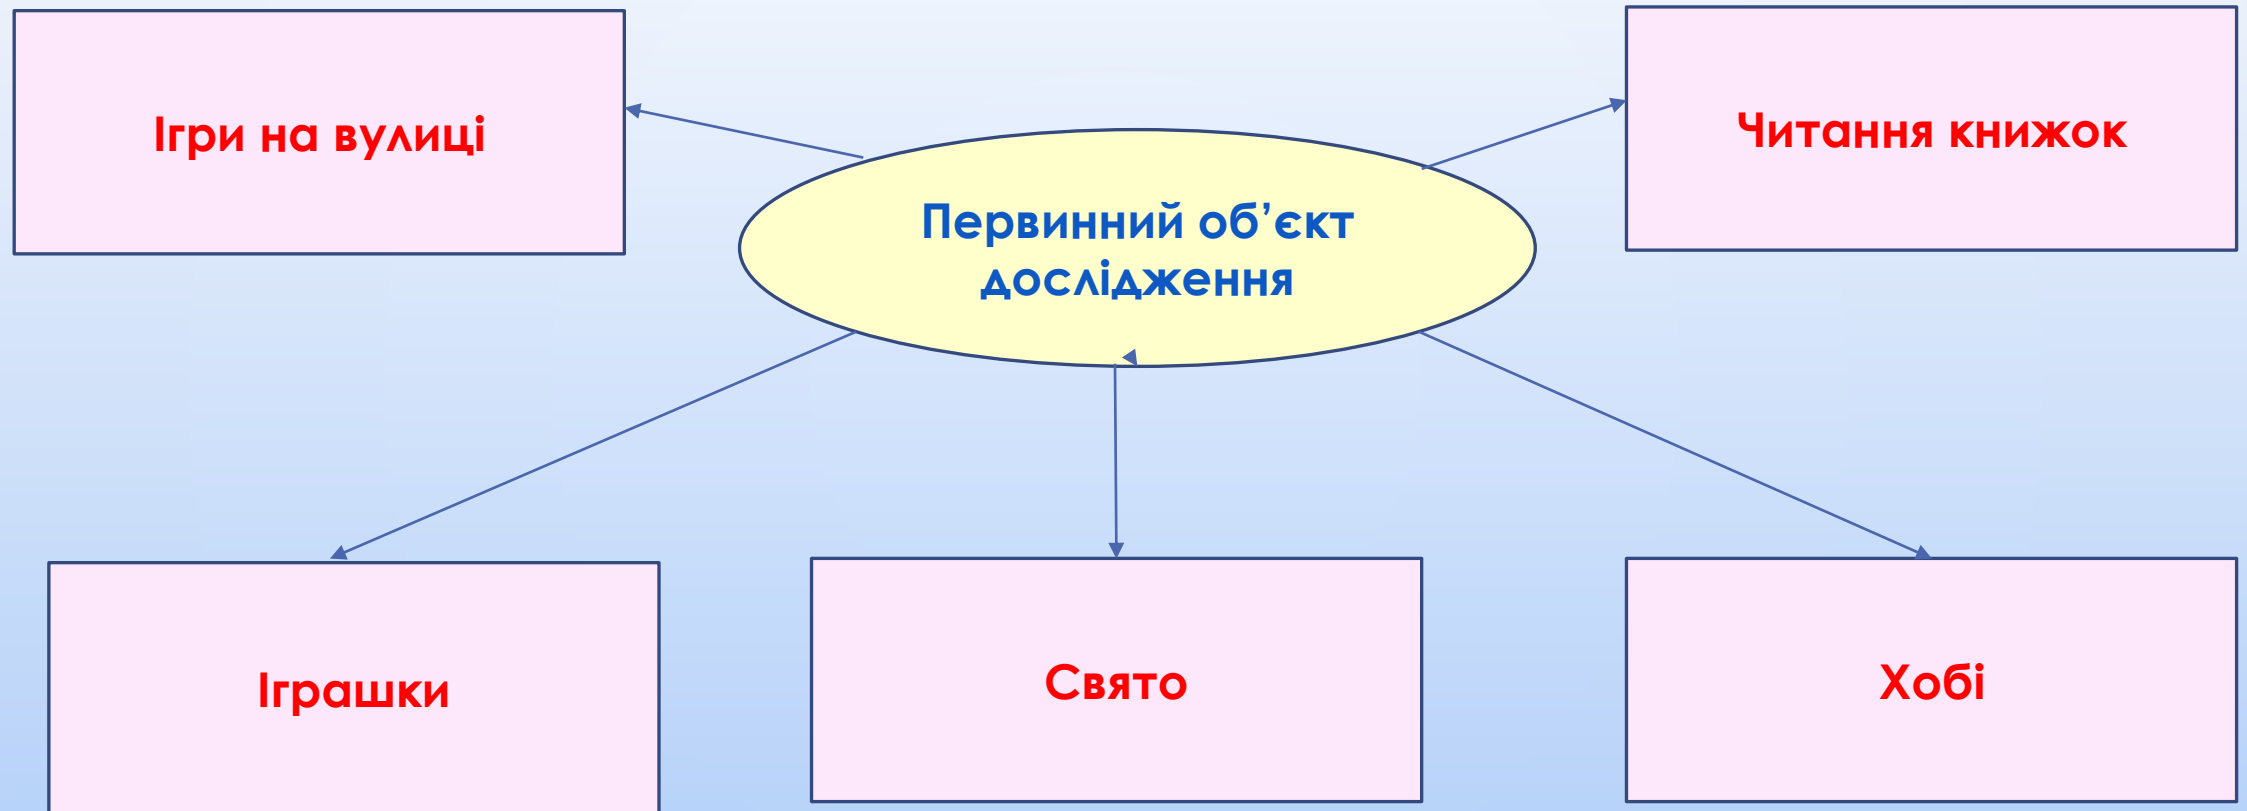 Ігри на вулиці
Читання книжок
Первинний об’єкт
дослідження
Іграшки
Свято
Хобі